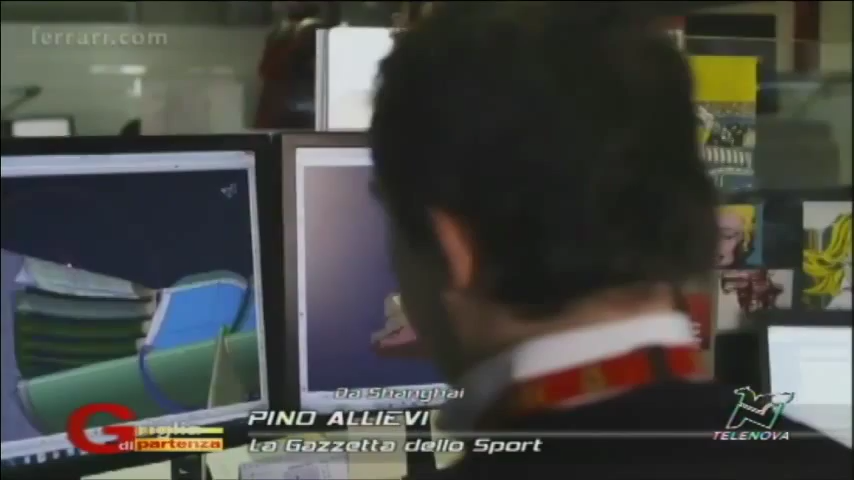 ferrari.com
Da Shanghai
PINO ALLIEVI
La Gazzetta dello Sport
Griglia
di partenza
TELENOVA